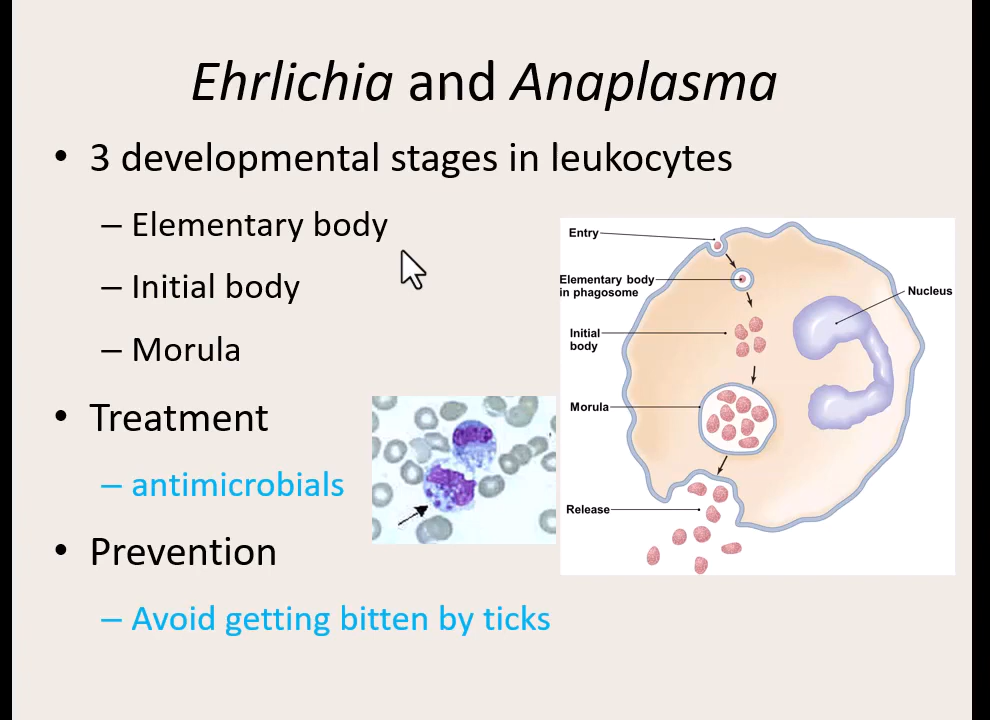 Ehrlichia and Anaplasma
• 3 developmental stages in leukocytes
– Elementary body
– Initial body
– Morula
• Treatment
– antimicrobials
• Prevention
– Avoid getting bitten by ticks
Entry
Elementary body
in phagosome
Nucleus
Initial
body
Morula
Release